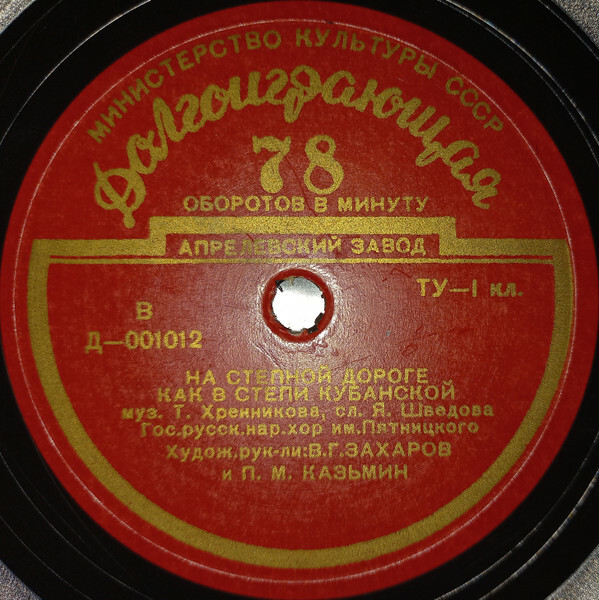 МИНИСТЕРСТВО КУЛЬТУРЫ СССР
Долгоиграющая
78
ОБОРОТОВ В МИНУТУ
АПРЕЛЕВСКИЙ ЗАВОД
ТУ—I кл.
В
Д—001012
НА СТЕПНОЙ ДОРОГЕ
КАК В СТЕПИ КУБАНСКОЙ
муз. Т. Хренникова, сл. Я. Шведова
Гос.русск.нар.хор им.Пятницкого
Худож.рук-ли:В.Г.ЗАХАРОВ
и П. М. КАЗЬМИН